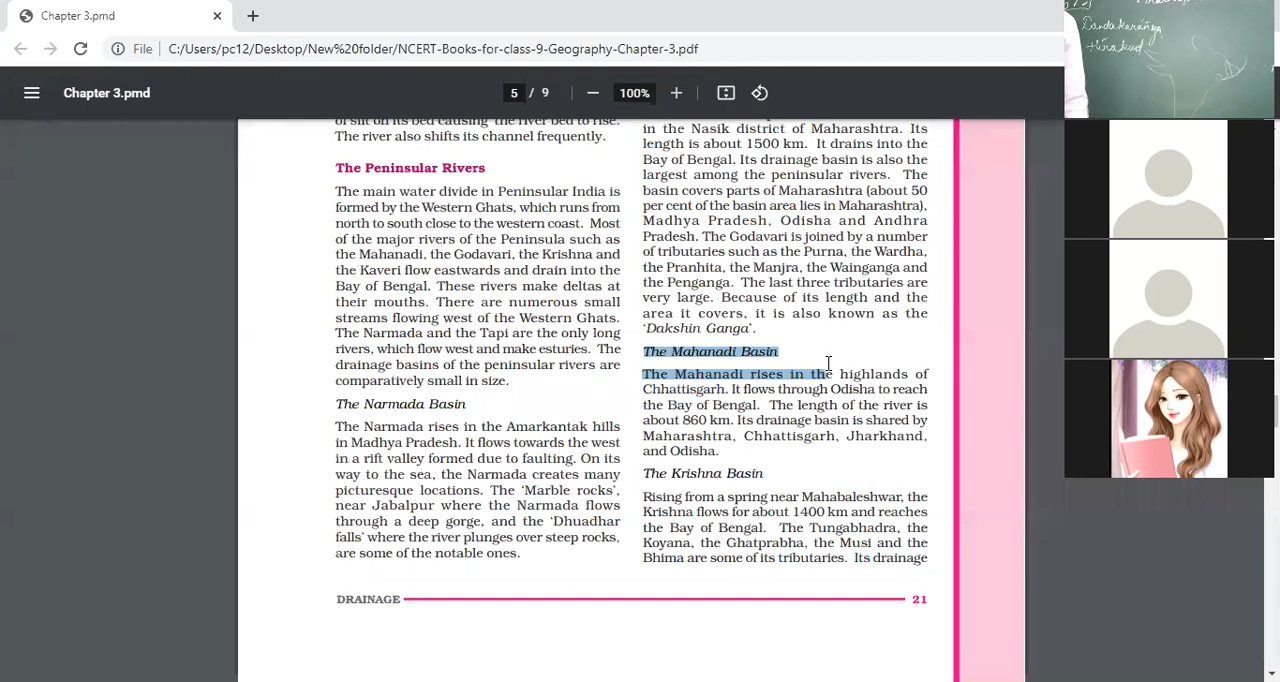 Chapter 3.pmd
File
C:/Users/pc12/Desktop/New%20folder/NCERT-Books-for-class-9-Geography-Chapter-3.pdf
Chapter 3.pmd
5 / 9
100%
of silt on its bed causing the river bed to rise.
The river also shifts its channel frequently.
The Peninsular Rivers
The main water divide in Peninsular India is
formed by the Western Ghats, which runs from
north to south close to the western coast. Most
of the major rivers of the Peninsula such as
the Mahanadi, the Godavari, the Krishna and
the Kaveri flow eastwards and drain into the
Bay of Bengal. These rivers make deltas at
their mouths. There are numerous small
streams flowing west of the Western Ghats.
The Narmada and the Tapi are the only long
rivers, which flow west and make esturies. The
drainage basins of the peninsular rivers are
comparatively small in size.
The Narmada Basin
The Narmada rises in the Amarkantak hills
in Madhya Pradesh. It flows towards the west
in a rift valley formed due to faulting. On its
way to the sea, the Narmada creates many
picturesque locations. The ‘Marble rocks’,
near Jabalpur where the Narmada flows
through a deep gorge, and the ‘Dhuadhar
falls’ where the river plunges over steep rocks,
are some of the notable ones.
in the Nasik district of Maharashtra. Its
length is about 1500 km. It drains into the
Bay of Bengal. Its drainage basin is also the
largest among the peninsular rivers. The
basin covers parts of Maharashtra (about 50
per cent of the basin area lies in Maharashtra),
Madhya Pradesh, Odisha and Andhra
Pradesh. The Godavari is joined by a number
of tributaries such as the Purna, the Wardha,
the Pranhita, the Manjra, the Wainganga and
the Penganga. The last three tributaries are
very large. Because of its length and the
area it covers, it is also known as the
‘Dakshin Ganga’.
The Mahanadi Basin
The Mahanadi rises in the highlands of
Chhattisgarh. It flows through Odisha to reach
the Bay of Bengal. The length of the river is
about 860 km. Its drainage basin is shared by
Maharashtra, Chhattisgarh, Jharkhand,
and Odisha.
The Krishna Basin
Rising from a spring near Mahabaleshwar, the
Krishna flows for about 1400 km and reaches
the Bay of Bengal. The Tungabhadra, the
Koyana, the Ghatprabha, the Musi and the
Bhima are some of its tributaries. Its drainage
DRAINAGE
21
Dandakaranya
Hirakud